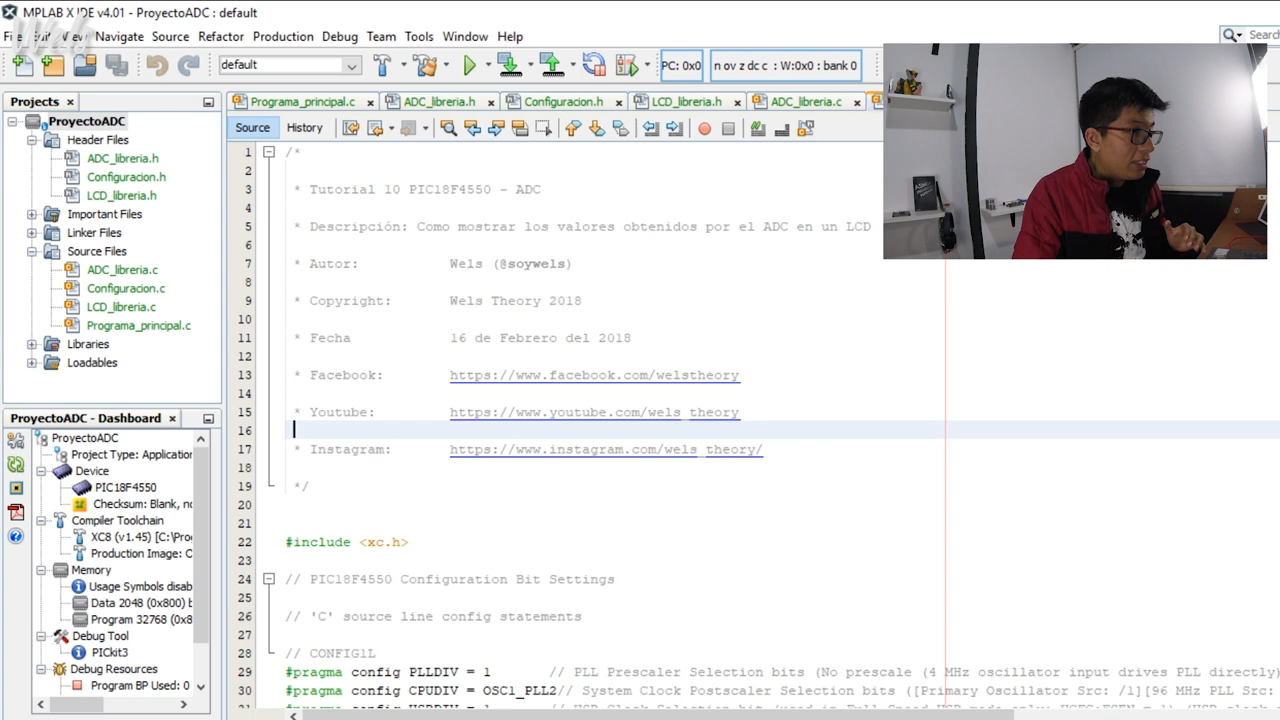 MPLAB X IDE v4.01 - ProyectoADC : default
File Edit View Navigate Source Refactor Production Debug Team Tools Window Help
Search
default
PC: 0x0
n ov z dc c : W:0x0 : bank 0
Projects
Programa_principal.c ADC_libreria.h Configuracion.h LCD_libreria.h ADC_libreria.c
Source History
ProyectoADC
Header Files
ADC_libreria.h
Configuracion.h
LCD_libreria.h
Important Files
Linker Files
Source Files
ADC_libreria.c
Configuracion.c
LCD_libreria.c
Programa_principal.c
Libraries
Loadables
ProyectoADC - Dashboard
ProyectoADC
Project Type: Application
Device
PIC18F4550
Checksum: Blank, no
Compiler Toolchain
XC8 (v1.45) [C:\Pro
Production Image: O
Memory
Usage Symbols disab
Data 2048 (0x800) b
Program 32768 (0x8
Debug Tool
PICkit3
Debug Resources
Program BP Used: 0
1 /*
2
3 * Tutorial 10 PIC18F4550 - ADC
4
5 * Descripción: Como mostrar los valores obtenidos por el ADC en un LCD
6
7 * Autor: Wels (@soywels)
8
9 * Copyright: Wels Theory 2018
10
11 * Fecha 16 de Febrero del 2018
12
13 * Facebook: https://www.facebook.com/welstheory
14
15 * Youtube: https://www.youtube.com/wels_theory
16
17 * Instagram: https://www.instagram.com/wels_theory/
18
19 */
20
21
22 #include <xc.h>
23
24 // PIC18F4550 Configuration Bit Settings
25
26 // 'C' source line config statements
27
28 // CONFIG1L
29 #pragma config PLLDIV = 1 // PLL Prescaler Selection bits (No prescale (4 MHz oscillator input drives PLL directly)
30 #pragma config CPUDIV = OSC1_PLL2// System Clock Postscaler Selection bits ([Primary Oscillator Src: /1][96 MHz PLL Src: